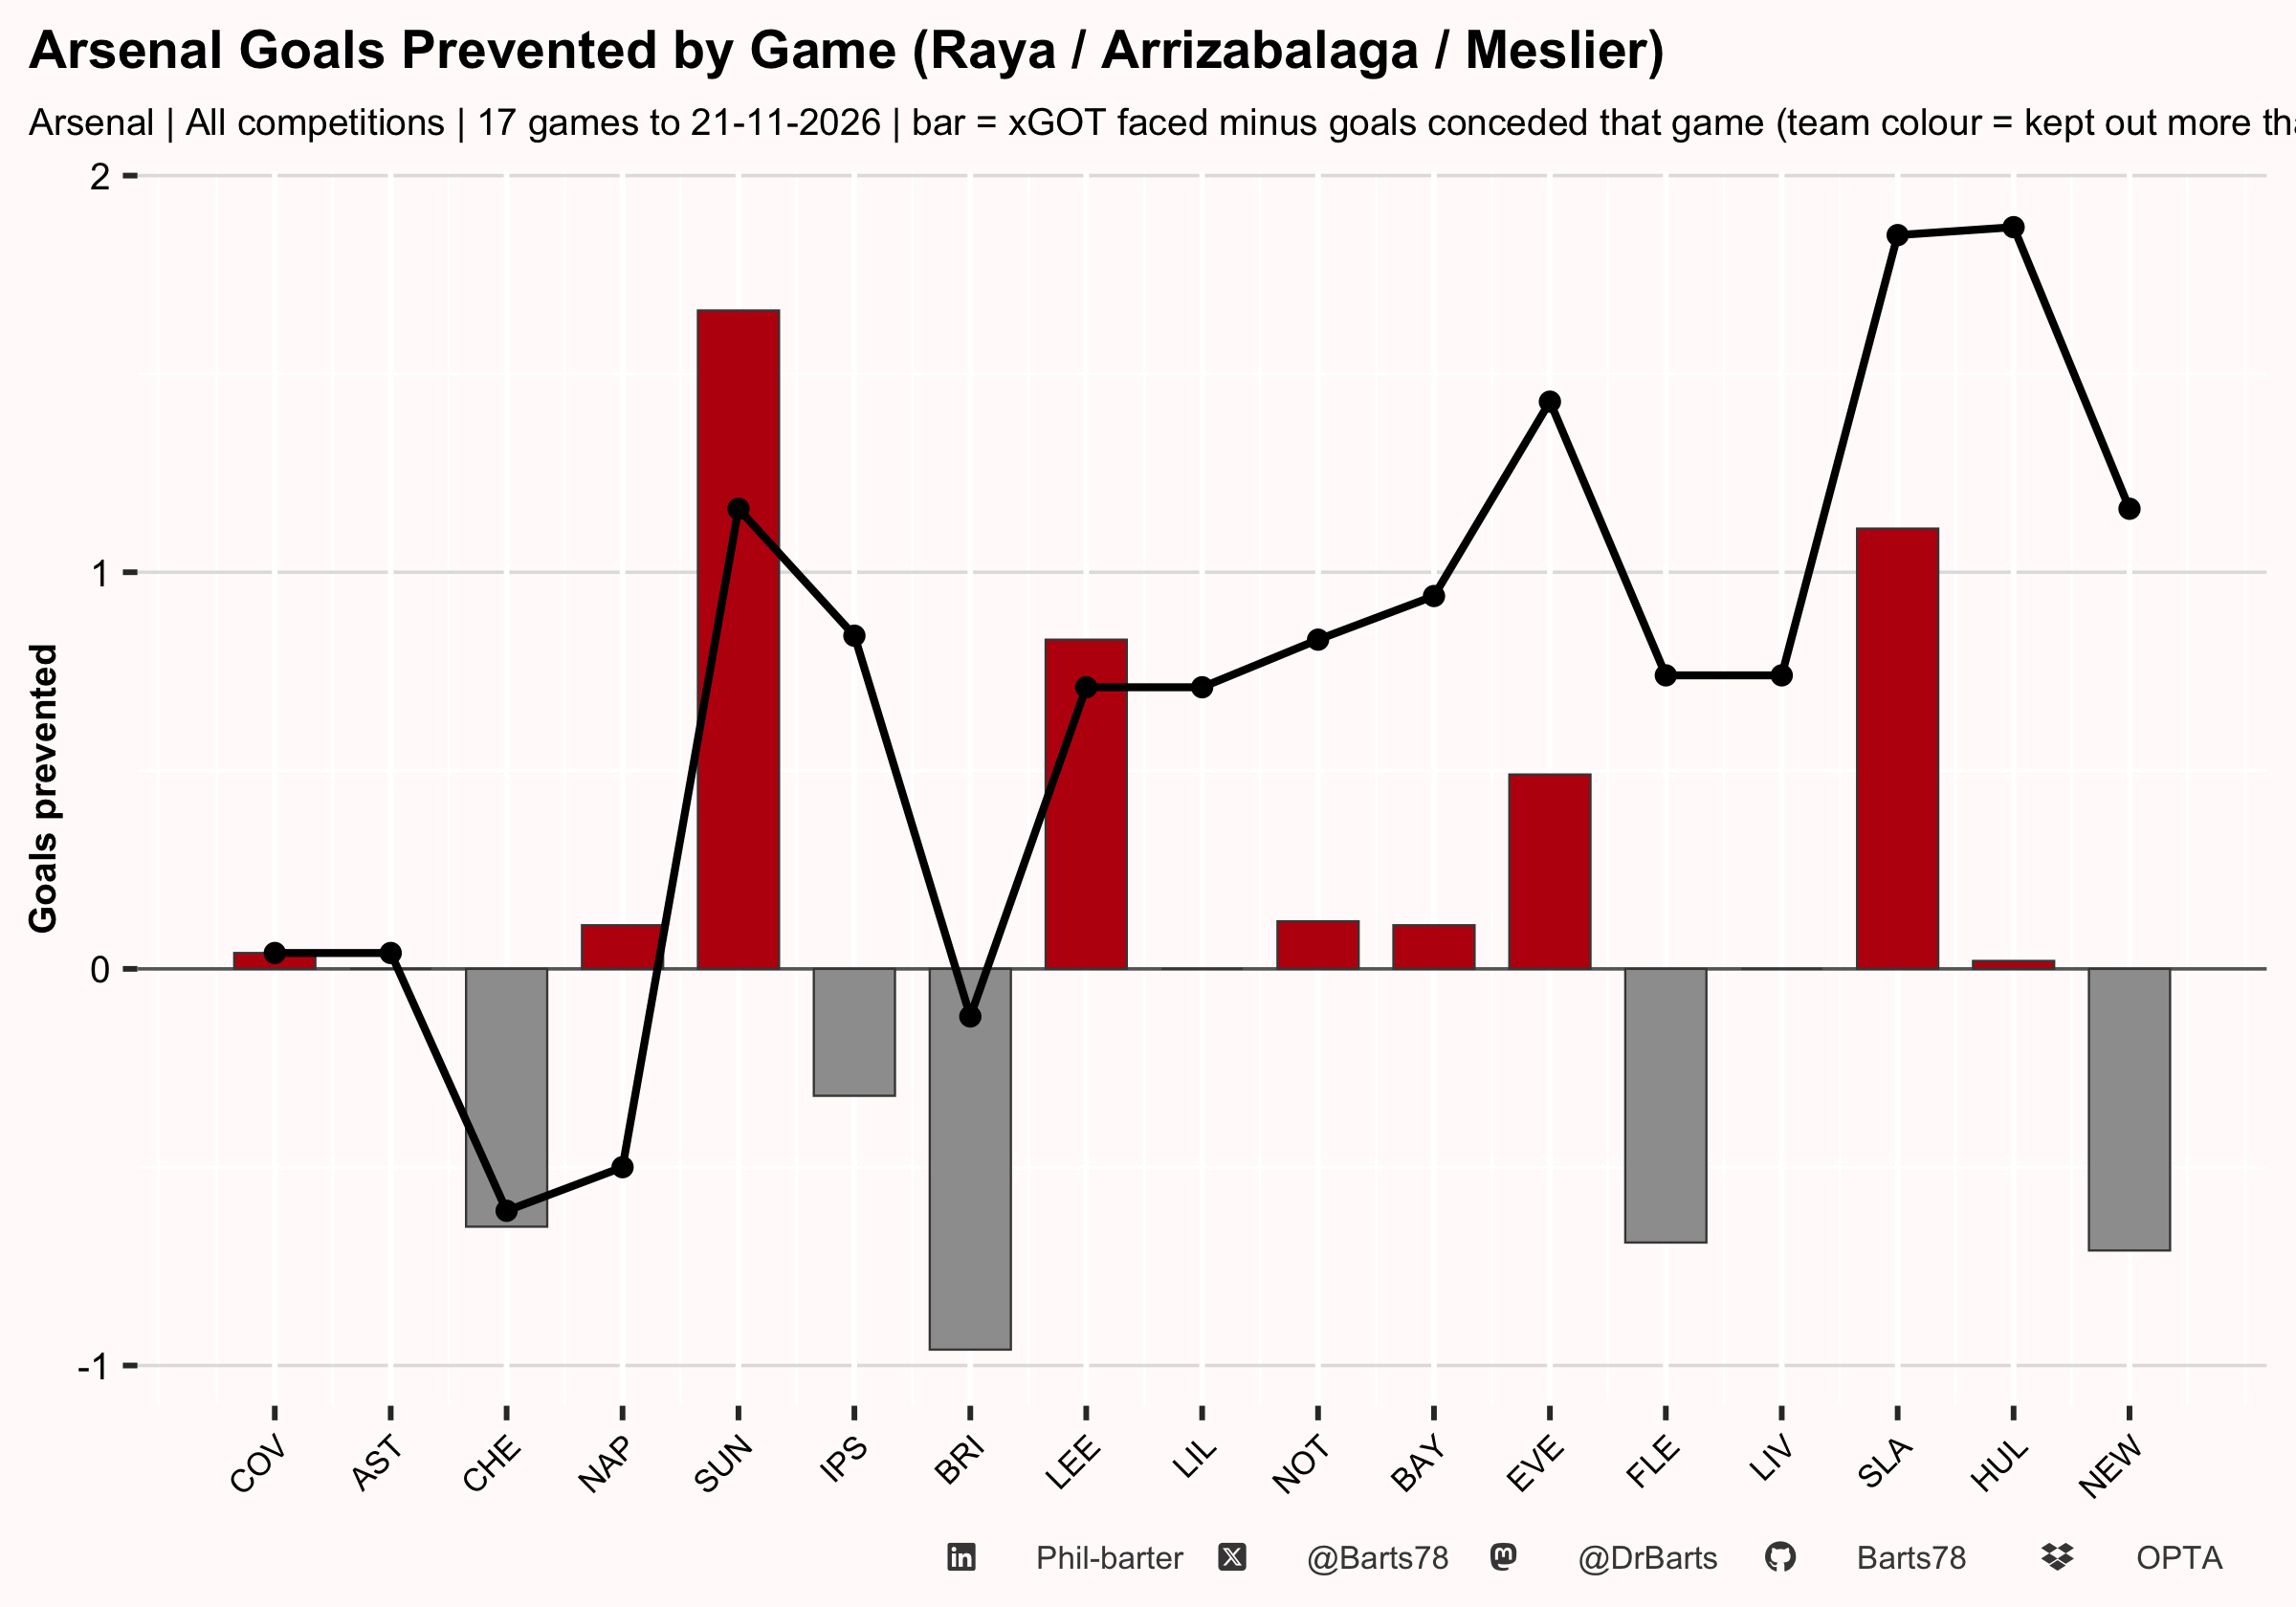 Arsenal Goals Prevented by Game (Raya / Arrizabalaga / Meslier)
Arsenal | All competitions | 17 games to 21-11-2026 | bar = xGOT faced minus goals conceded that game (team colour = kept out more th
2
1
0
-1
Goals prevented
COV
AST
CHE
NAP
SUN
IPS
BRI
LEE
LIL
NOT
BAY
EVE
FLE
LIV
SLA
HUL
NEW
Phil-barter @Barts78 @DrBarts Barts78 OPTA